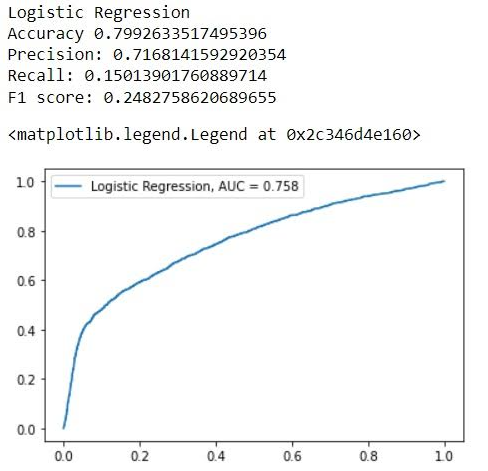 Logistic Regression
Accuracy 0.7992633517495396
Precision: 0.7168141592920354
Recall: 0.15013901760889714
F1 score: 0.2482758620689655
<matplotlib.legend.Legend at 0x2c346d4e160>
Logistic Regression, AUC = 0.758
1.0
0.8
0.6
0.4
0.2
0.0
0.0 0.2 0.4 0.6 0.8 1.0